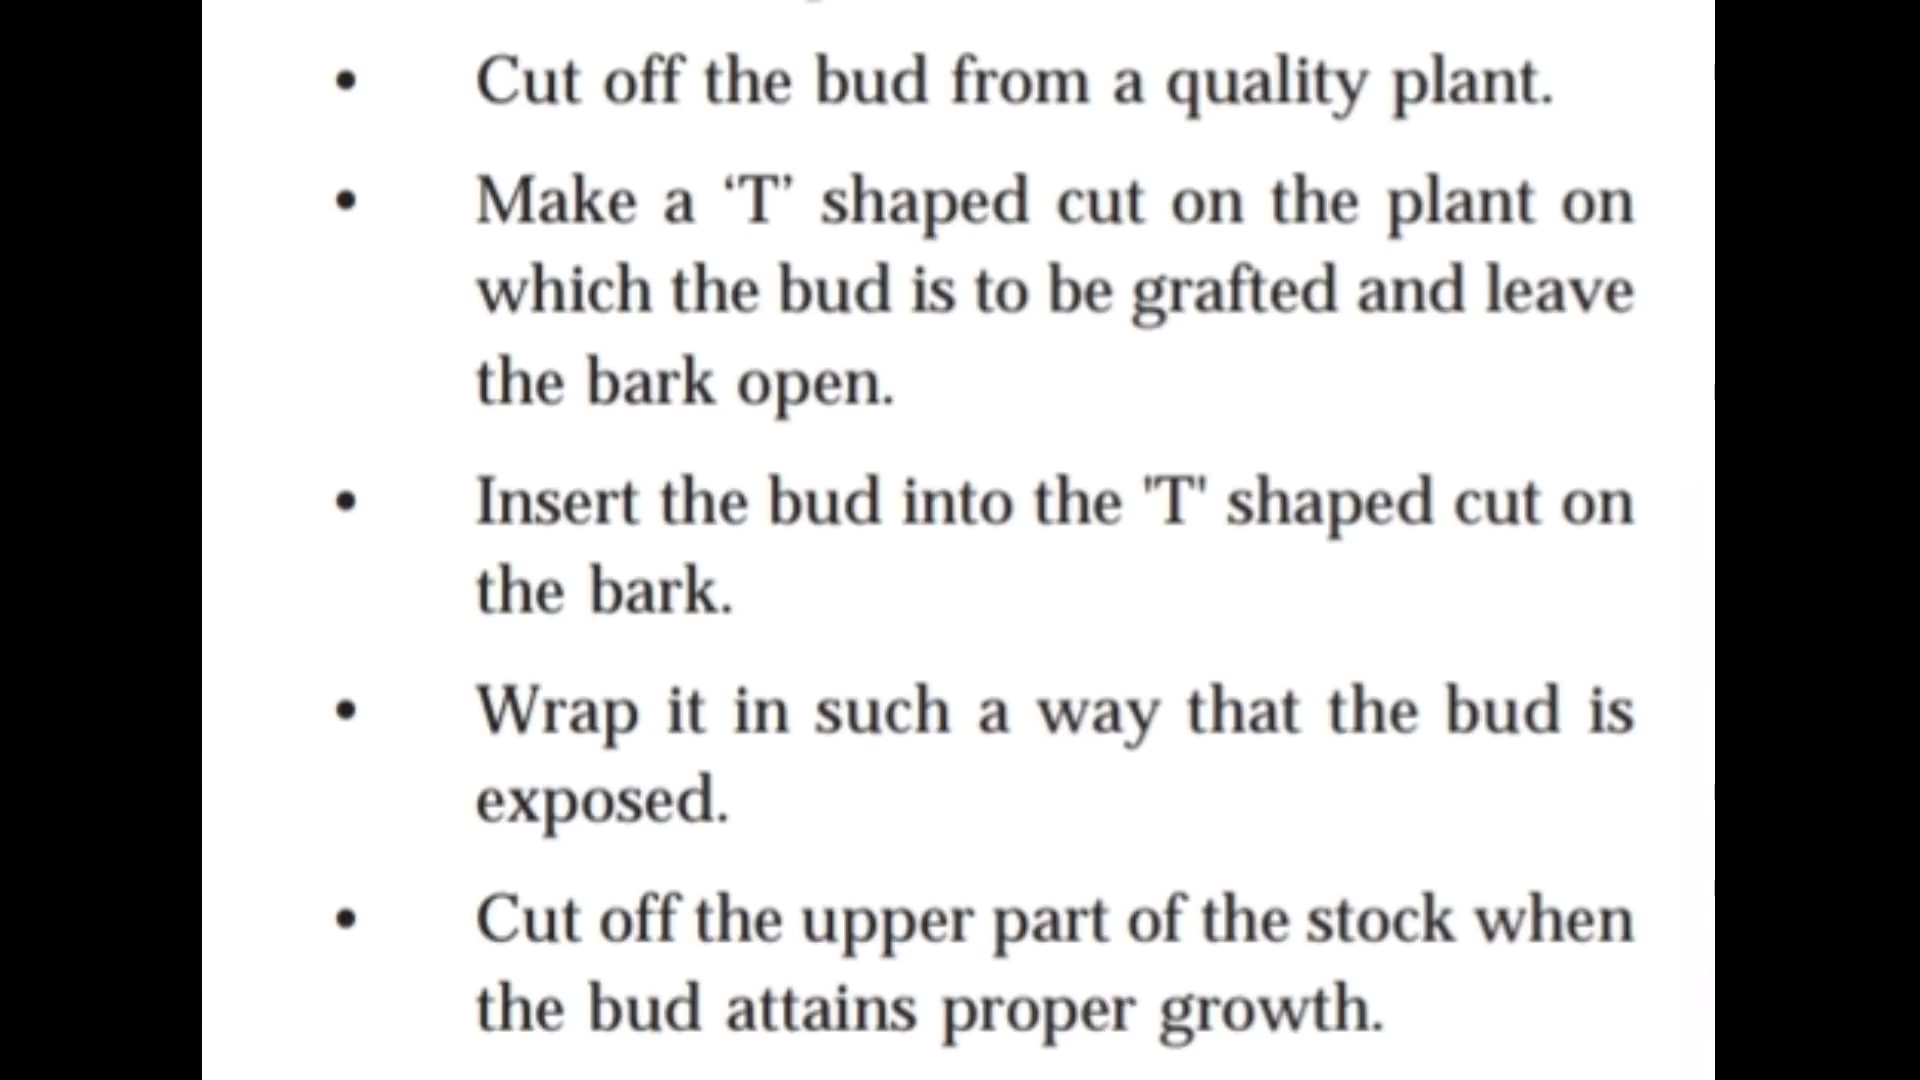 • Cut off the bud from a quality plant.
• Make a ‘T’ shaped cut on the plant on
which the bud is to be grafted and leave
the bark open.
• Insert the bud into the 'T' shaped cut on
the bark.
• Wrap it in such a way that the bud is
exposed.
• Cut off the upper part of the stock when
the bud attains proper growth.